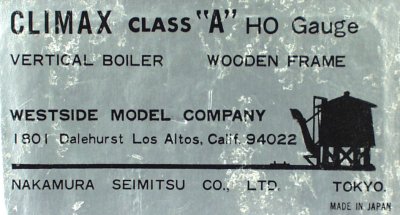 CLIMAX CLASS "A" HO Gauge
VERTICAL BOILER WOODEN FRAME
WESTSIDE MODEL COMPANY
1801 Dalehurst Los Altos, Calif. 94022
NAKAMURA SEIMITSU CO., LTD. TOKYO.
MADE IN JAPAN